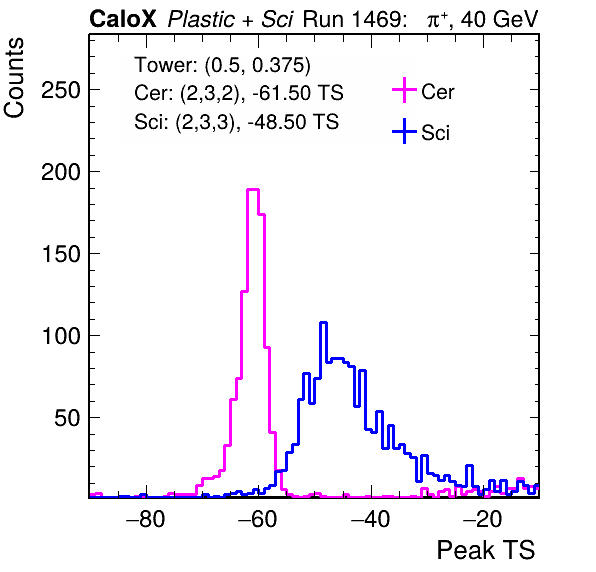 CaloX Plastic + Sci Run 1469: π⁺, 40 GeV
Counts
Tower: (0.5, 0.375)
Cer: (2,3,2), -61.50 TS
Sci: (2,3,3), -48.50 TS
Cer
Sci
250
200
150
100
50
−80 −60 −40 −20
Peak TS